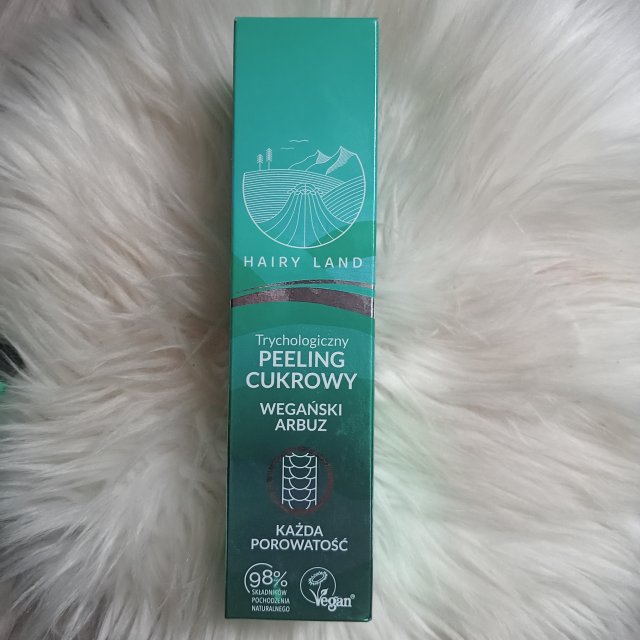 HAIRY LAND
Trychologiczny
PEELING
CUKROWY
WEGAŃSKI
ARBUZ
KAŻDA
POROWATOŚĆ
98%
SKŁADNIKÓW
POCHODZENIA
NATURALNEGO
Vegan